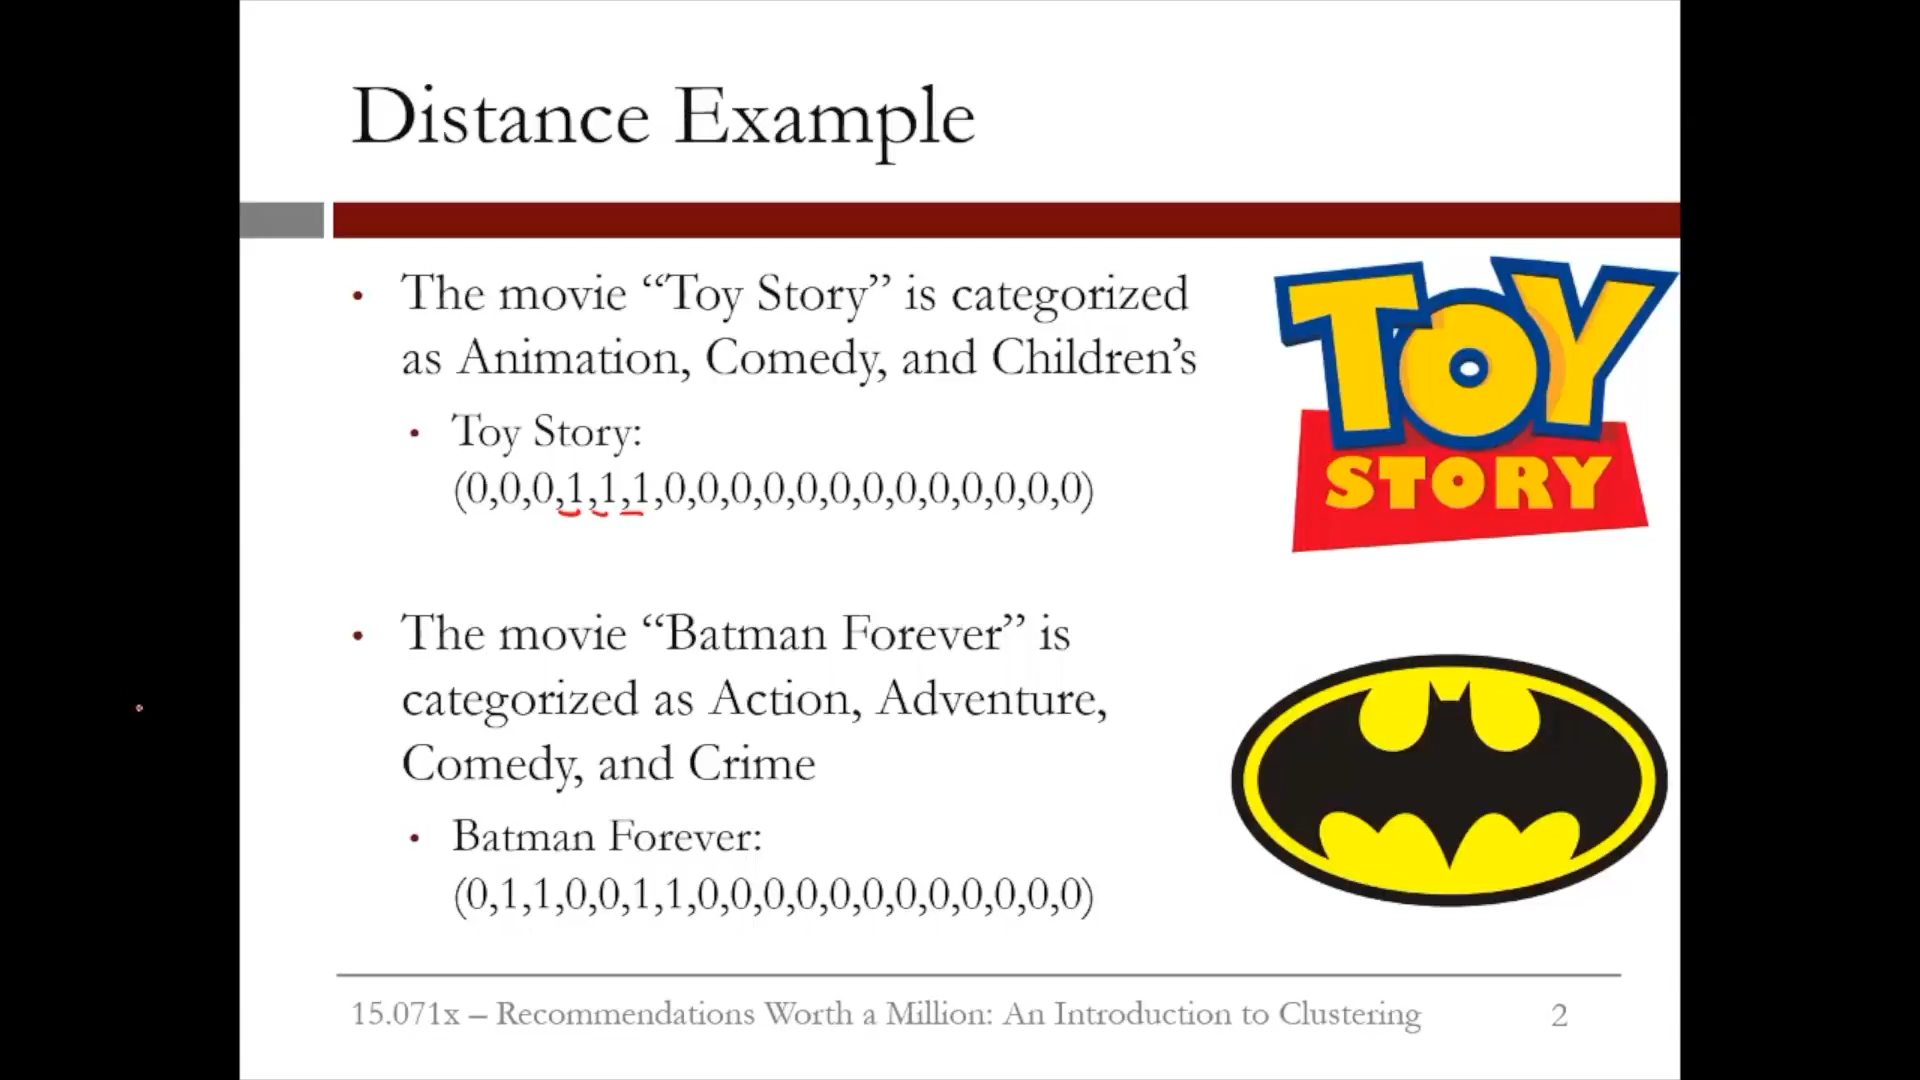 Distance Example
• The movie “Toy Story” is categorized
as Animation, Comedy, and Children’s
• Toy Story:
(0,0,0,1,1,1,0,0,0,0,0,0,0,0,0,0,0,0,0)
TOY
STORY
• The movie “Batman Forever” is
categorized as Action, Adventure,
Comedy, and Crime
• Batman Forever:
(0,1,1,0,0,1,1,0,0,0,0,0,0,0,0,0,0,0,0)
15.071x – Recommendations Worth a Million: An Introduction to Clustering 2